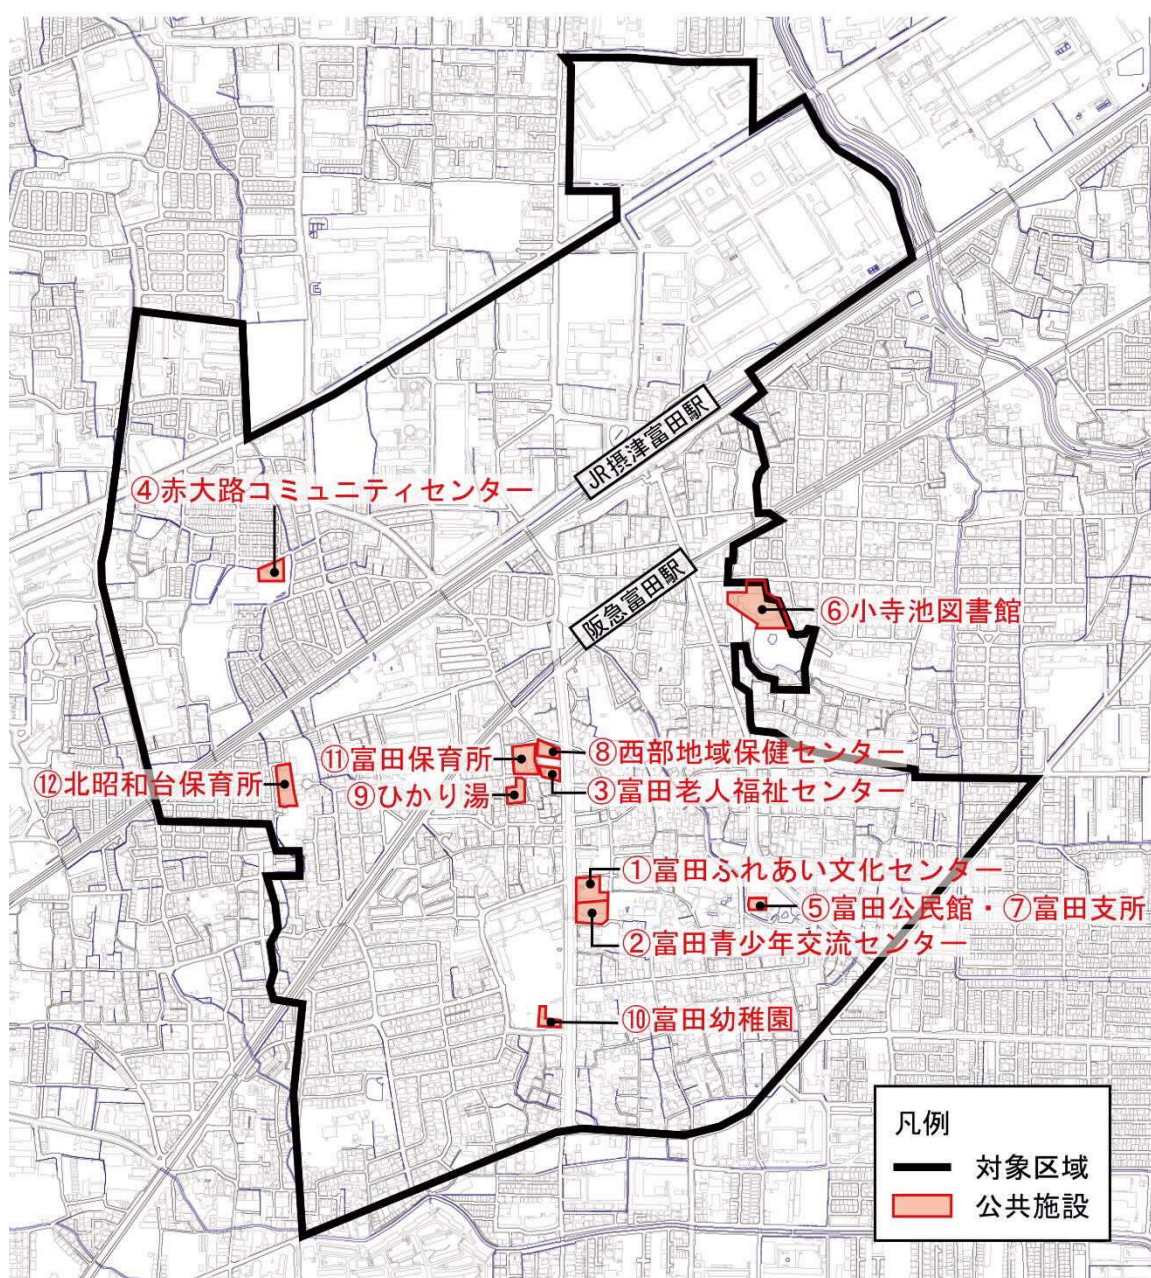 JR摂津富田駅
④赤大路コミュニティセンター
阪急富田駅
⑥小寺池図書館
⑪富田保育所
⑧西部地域保健センター
⑫北昭和台保育所
⑨ひかり湯
③富田老人福祉センター
①富田ふれあい文化センター
⑤富田公民館・⑦富田支所
②富田青少年交流センター
⑩富田幼稚園
凡例
対象区域
公共施設